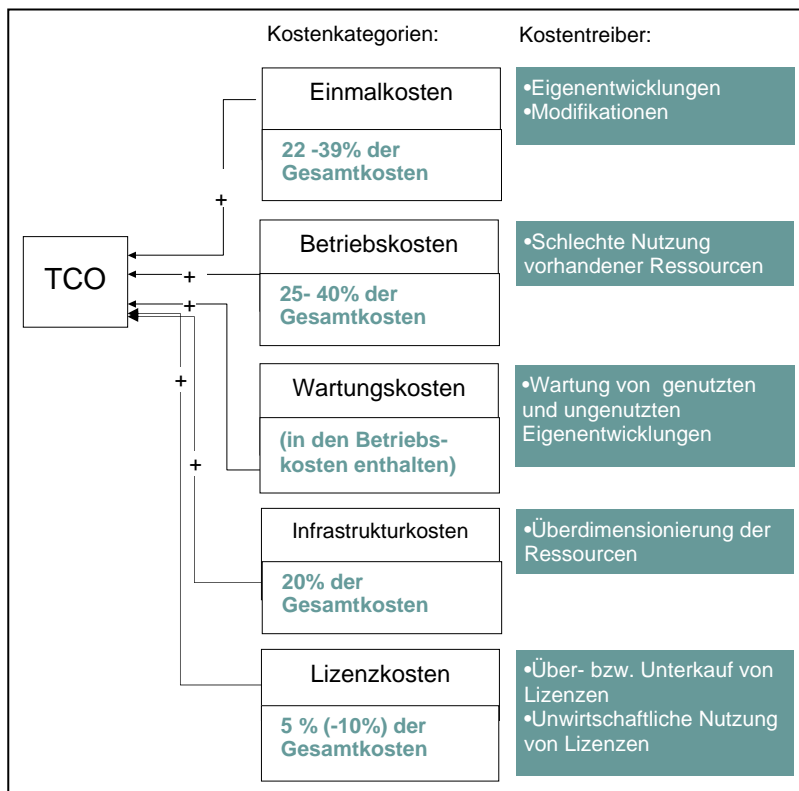 Kostenkategorien:
Kostentreiber:
Einmalkosten
22 -39% der
Gesamtkosten
•Eigenentwicklungen
•Modifikationen
+
TCO
Betriebskosten
25- 40% der
Gesamtkosten
•Schlechte Nutzung
vorhandener Ressourcen
+
+
Wartungskosten
(in den Betriebs-
kosten enthalten)
•Wartung von genutzten
und ungenutzten
Eigenentwicklungen
+
+
Infrastrukturkosten
20% der
Gesamtkosten
•Überdimensionierung der
Ressourcen
Lizenzkosten
5 % (-10%) der
Gesamtkosten
•Über- bzw. Unterkauf von
Lizenzen
•Unwirtschaftliche Nutzung
von Lizenzen